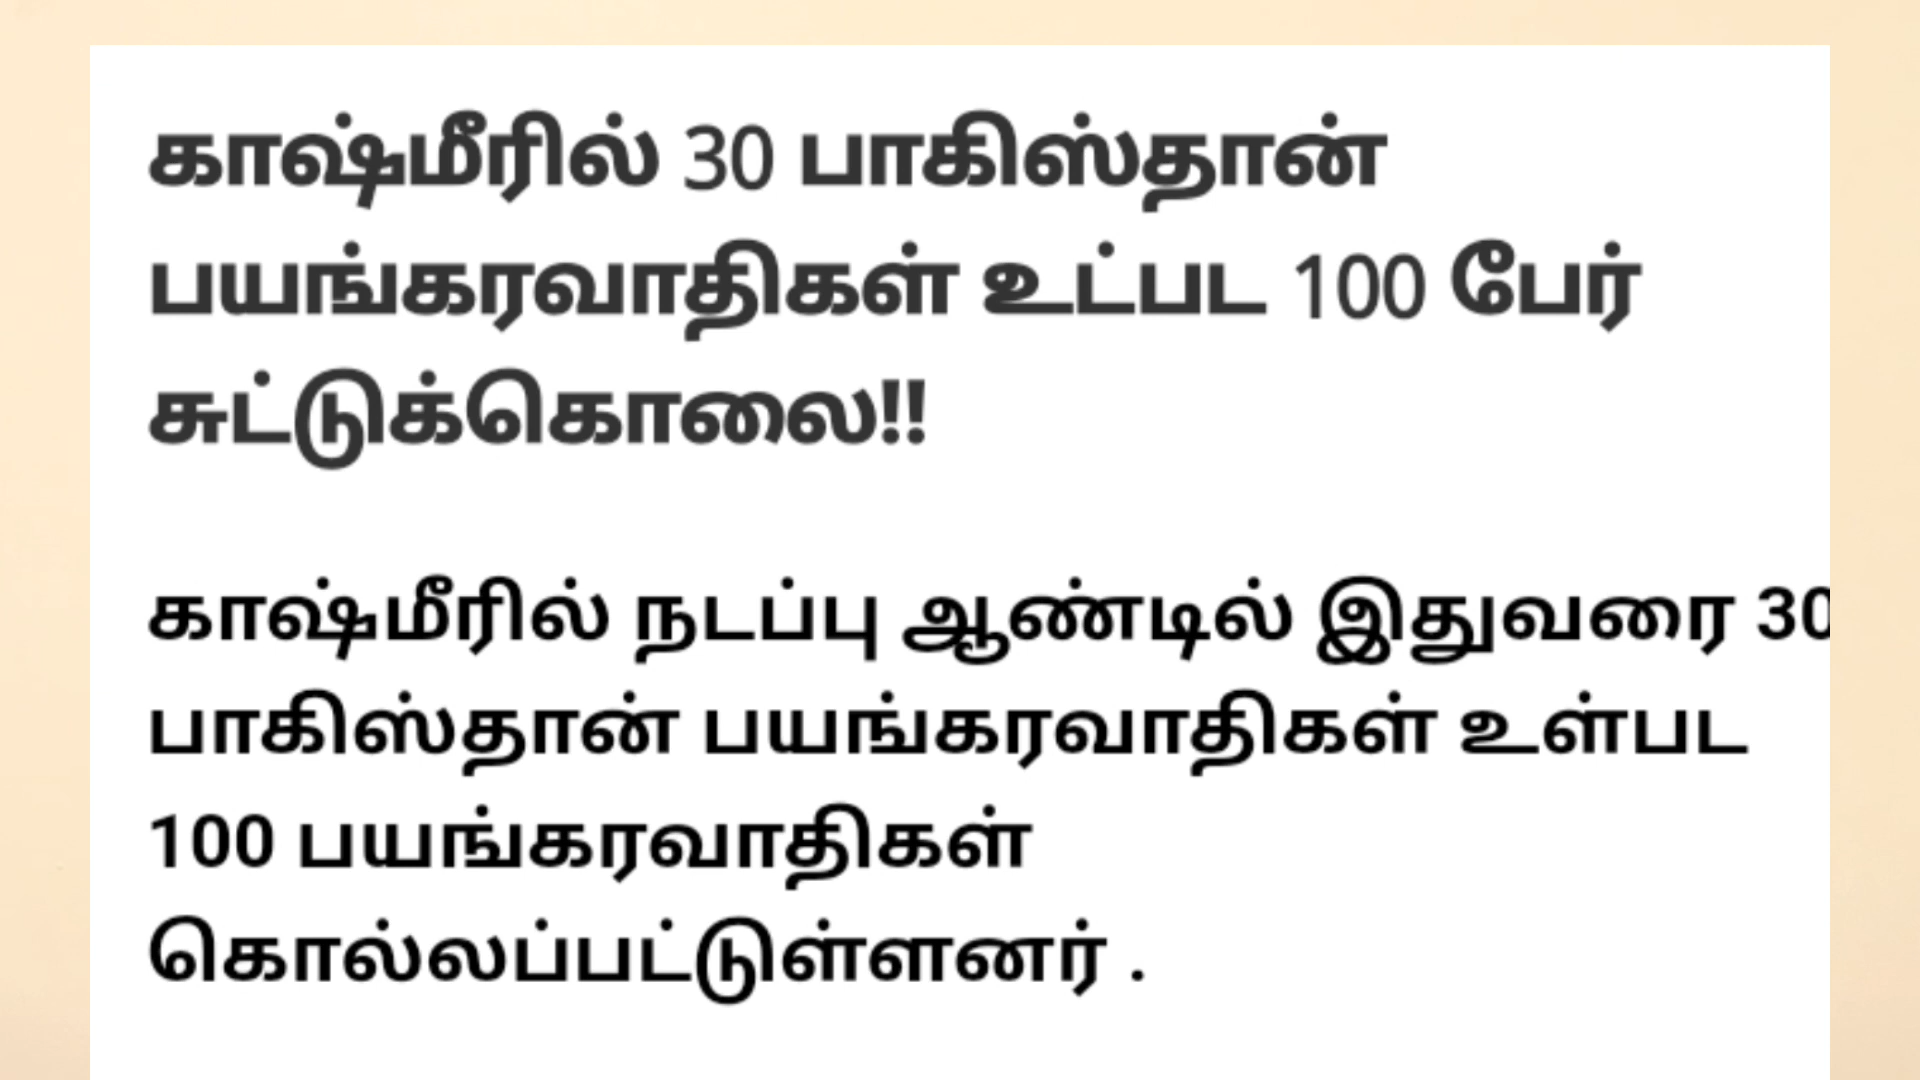 காஷ்மீரில் 30 பாகிஸ்தான்
பயங்கரவாதிகள் உட்பட 100 பேர்
சுட்டுக்கொலை!!
காஷ்மீரில் நடப்பு ஆண்டில் இதுவரை 30
பாகிஸ்தான் பயங்கரவாதிகள் உள்பட
100 பயங்கரவாதிகள்
கொல்லப்பட்டுள்ளனர் .